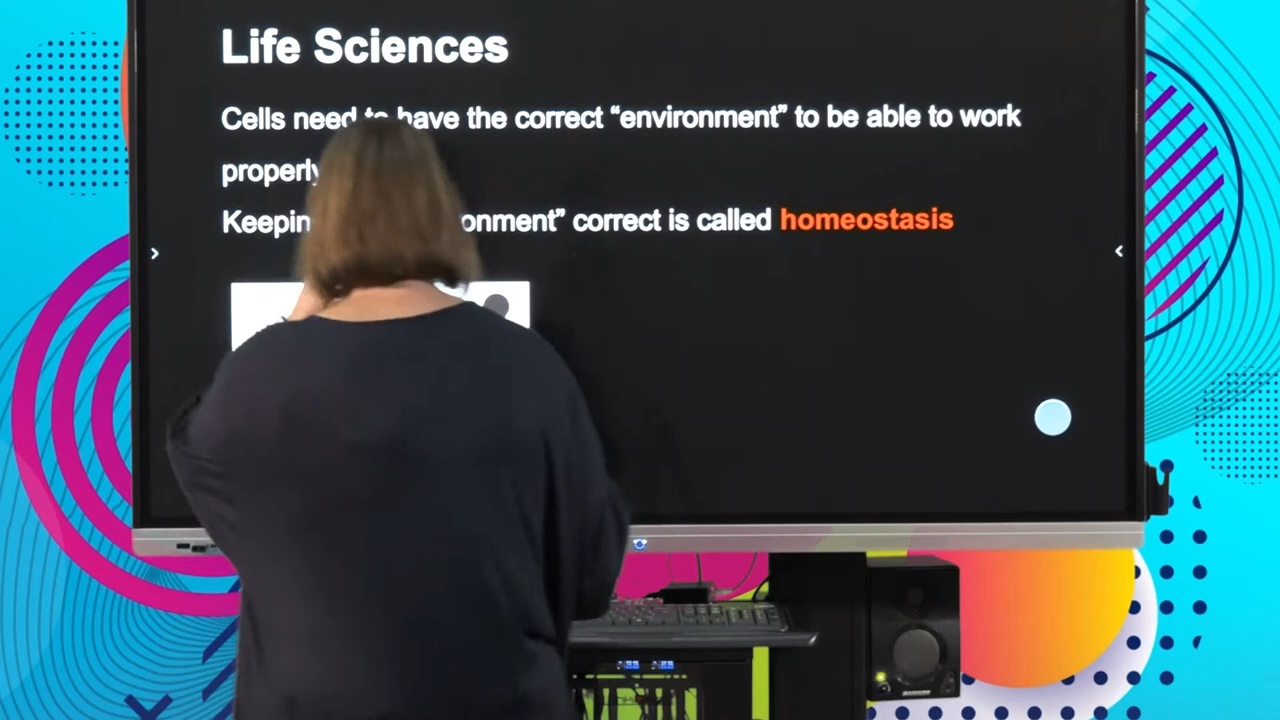 Life Sciences
Cells need to have the correct “environment” to be able to work
properly
Keepin onment” correct is called homeostasis